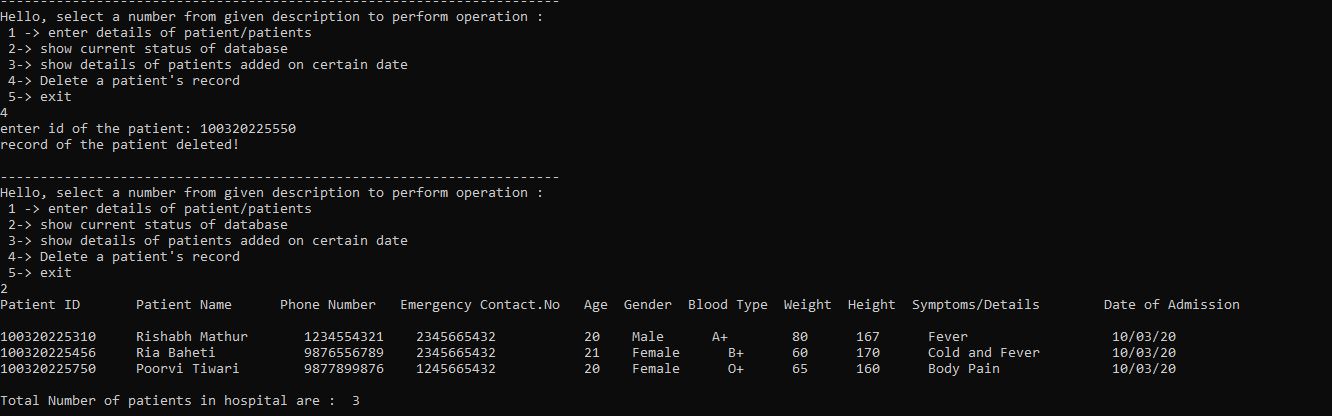 ----------------------------------------------------------------------
Hello, select a number from given description to perform operation :
1 -> enter details of patient/patients
2-> show current status of database
3-> show details of patients added on certain date
4-> Delete a patient's record
5-> exit
4
enter id of the patient: 100320225550
record of the patient deleted!
----------------------------------------------------------------------
Hello, select a number from given description to perform operation :
1 -> enter details of patient/patients
2-> show current status of database
3-> show details of patients added on certain date
4-> Delete a patient's record
5-> exit
2
Patient ID Patient Name Phone Number Emergency Contact.No Age Gender Blood Type Weight Height Symptoms/Details Date of Admission
100320225310 Rishabh Mathur 1234554321 2345665432 20 Male A+ 80 167 Fever 10/03/20
100320225456 Ria Baheti 9876556789 2345665432 21 Female B+ 60 170 Cold and Fever 10/03/20
100320225750 Poorvi Tiwari 9877899876 1245665432 20 Female O+ 65 160 Body Pain 10/03/20
Total Number of patients in hospital are : 3